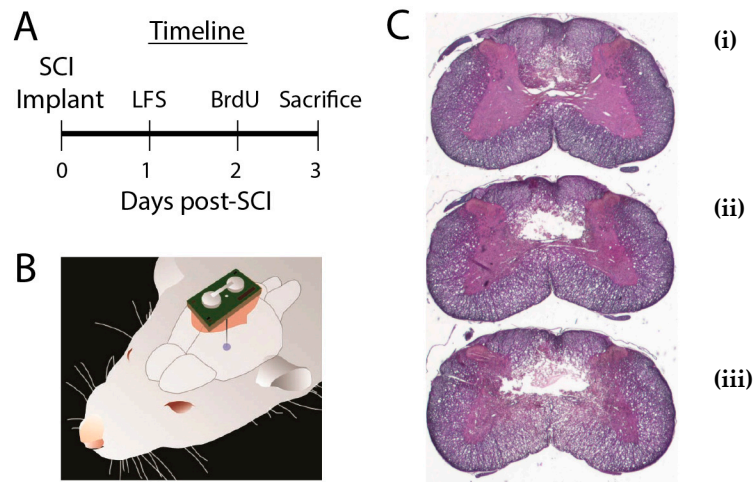 A
Timeline
SCI
Implant
LFS
BrdU
Sacrifice
0
1
2
3
Days post-SCI
B
C
(i)
(ii)
(iii)